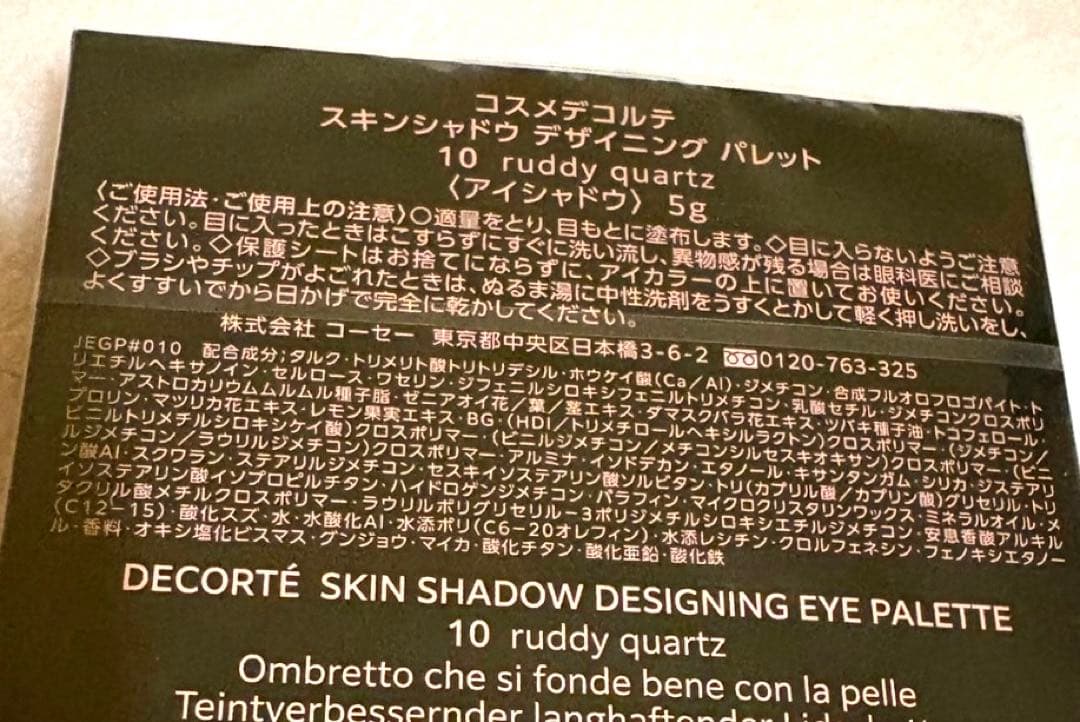 コスメデコルテ
スキンシャドウ デザイニング パレット
10 ruddy quartz
〈アイシャドウ〉 5g
〈ご使用法・ご使用上の注意〉○適量をとり、目もとに塗布します。◇目に入らないようご注意
ください。目に入ったときはこすらずにすぐに洗い流し、異物感が残る場合は眼科医にご相談
ください。◇保護シートはお捨てにならずに、アイカラーの上に置いてお使いください。
◇ブラシやチップがよごれたときは、ぬるま湯に中性洗剤をうすくとかして軽く押し洗いをし、
よくすすいでから日かげで完全に乾かしてください。
株式会社 コーセー 東京都中央区日本橋3-6-2 0120-763-325
JEGP#010 配合成分;タルク・トリメリト酸トリトリデシル・ホウケイ酸(Ca/Al)・ジメチコン・合成フルオロフロゴパイト・ト
リエチルヘキサノイン・セルロース・ワセリン・ジフェニルシロキシフェニルトリメチコン・乳酸セチル・ジメチコンクロスポリ
マー・アストロカリウムムルムル種子脂・ゼニアオイ花/葉/茎エキス・ダマスクバラ花エキス・ツバキ種子油・トコフェロール・
プロリン・マツリカ花エキス・レモン果実エキス・BG・(HDI/トリメチロールヘキシルラクトン)クロスポリマー・(ジメチコン/
ビニルトリメチルシロキシケイ酸)クロスポリマー・(ビニルジメチコン/メチコンシルセスキオキサン)クロスポリマー・(ビニ
ルジメチコン/ラウリルジメチコン)クロスポリマー・アルミナ・イソドデカン・エタノール・キサンタンガム・シリカ・ジステアリ
ン酸Al・スクワラン・ステアリルジメチコン・セスキイソステアリン酸ソルビタン・トリ(カプリル酸/カプリン酸)グリセリル・トリ
イソステアリン酸イソプロピルチタン・ハイドロゲンジメチコン・パラフィン・マイクロクリスタリンワックス・ミネラルオイル・メ
タクリル酸メチルクロスポリマー・ラウリルポリグリセリル-3ポリジメチルシロキシエチルジメチコン・安息香酸アルキル
(C12-15)・酸化スズ・水・水酸化Al・水添ポリ(C6-20オレフィン)・水添レシチン・クロルフェネシン・フェノキシエタノー
ル・香料・オキシ塩化ビスマス・グンジョウ・マイカ・酸化チタン・酸化亜鉛・酸化鉄
DECORTÉ SKIN SHADOW DESIGNING EYE PALETTE
10 ruddy quartz
Ombretto che si fonde bene con la pelle
Teintverbessernder langhaftender